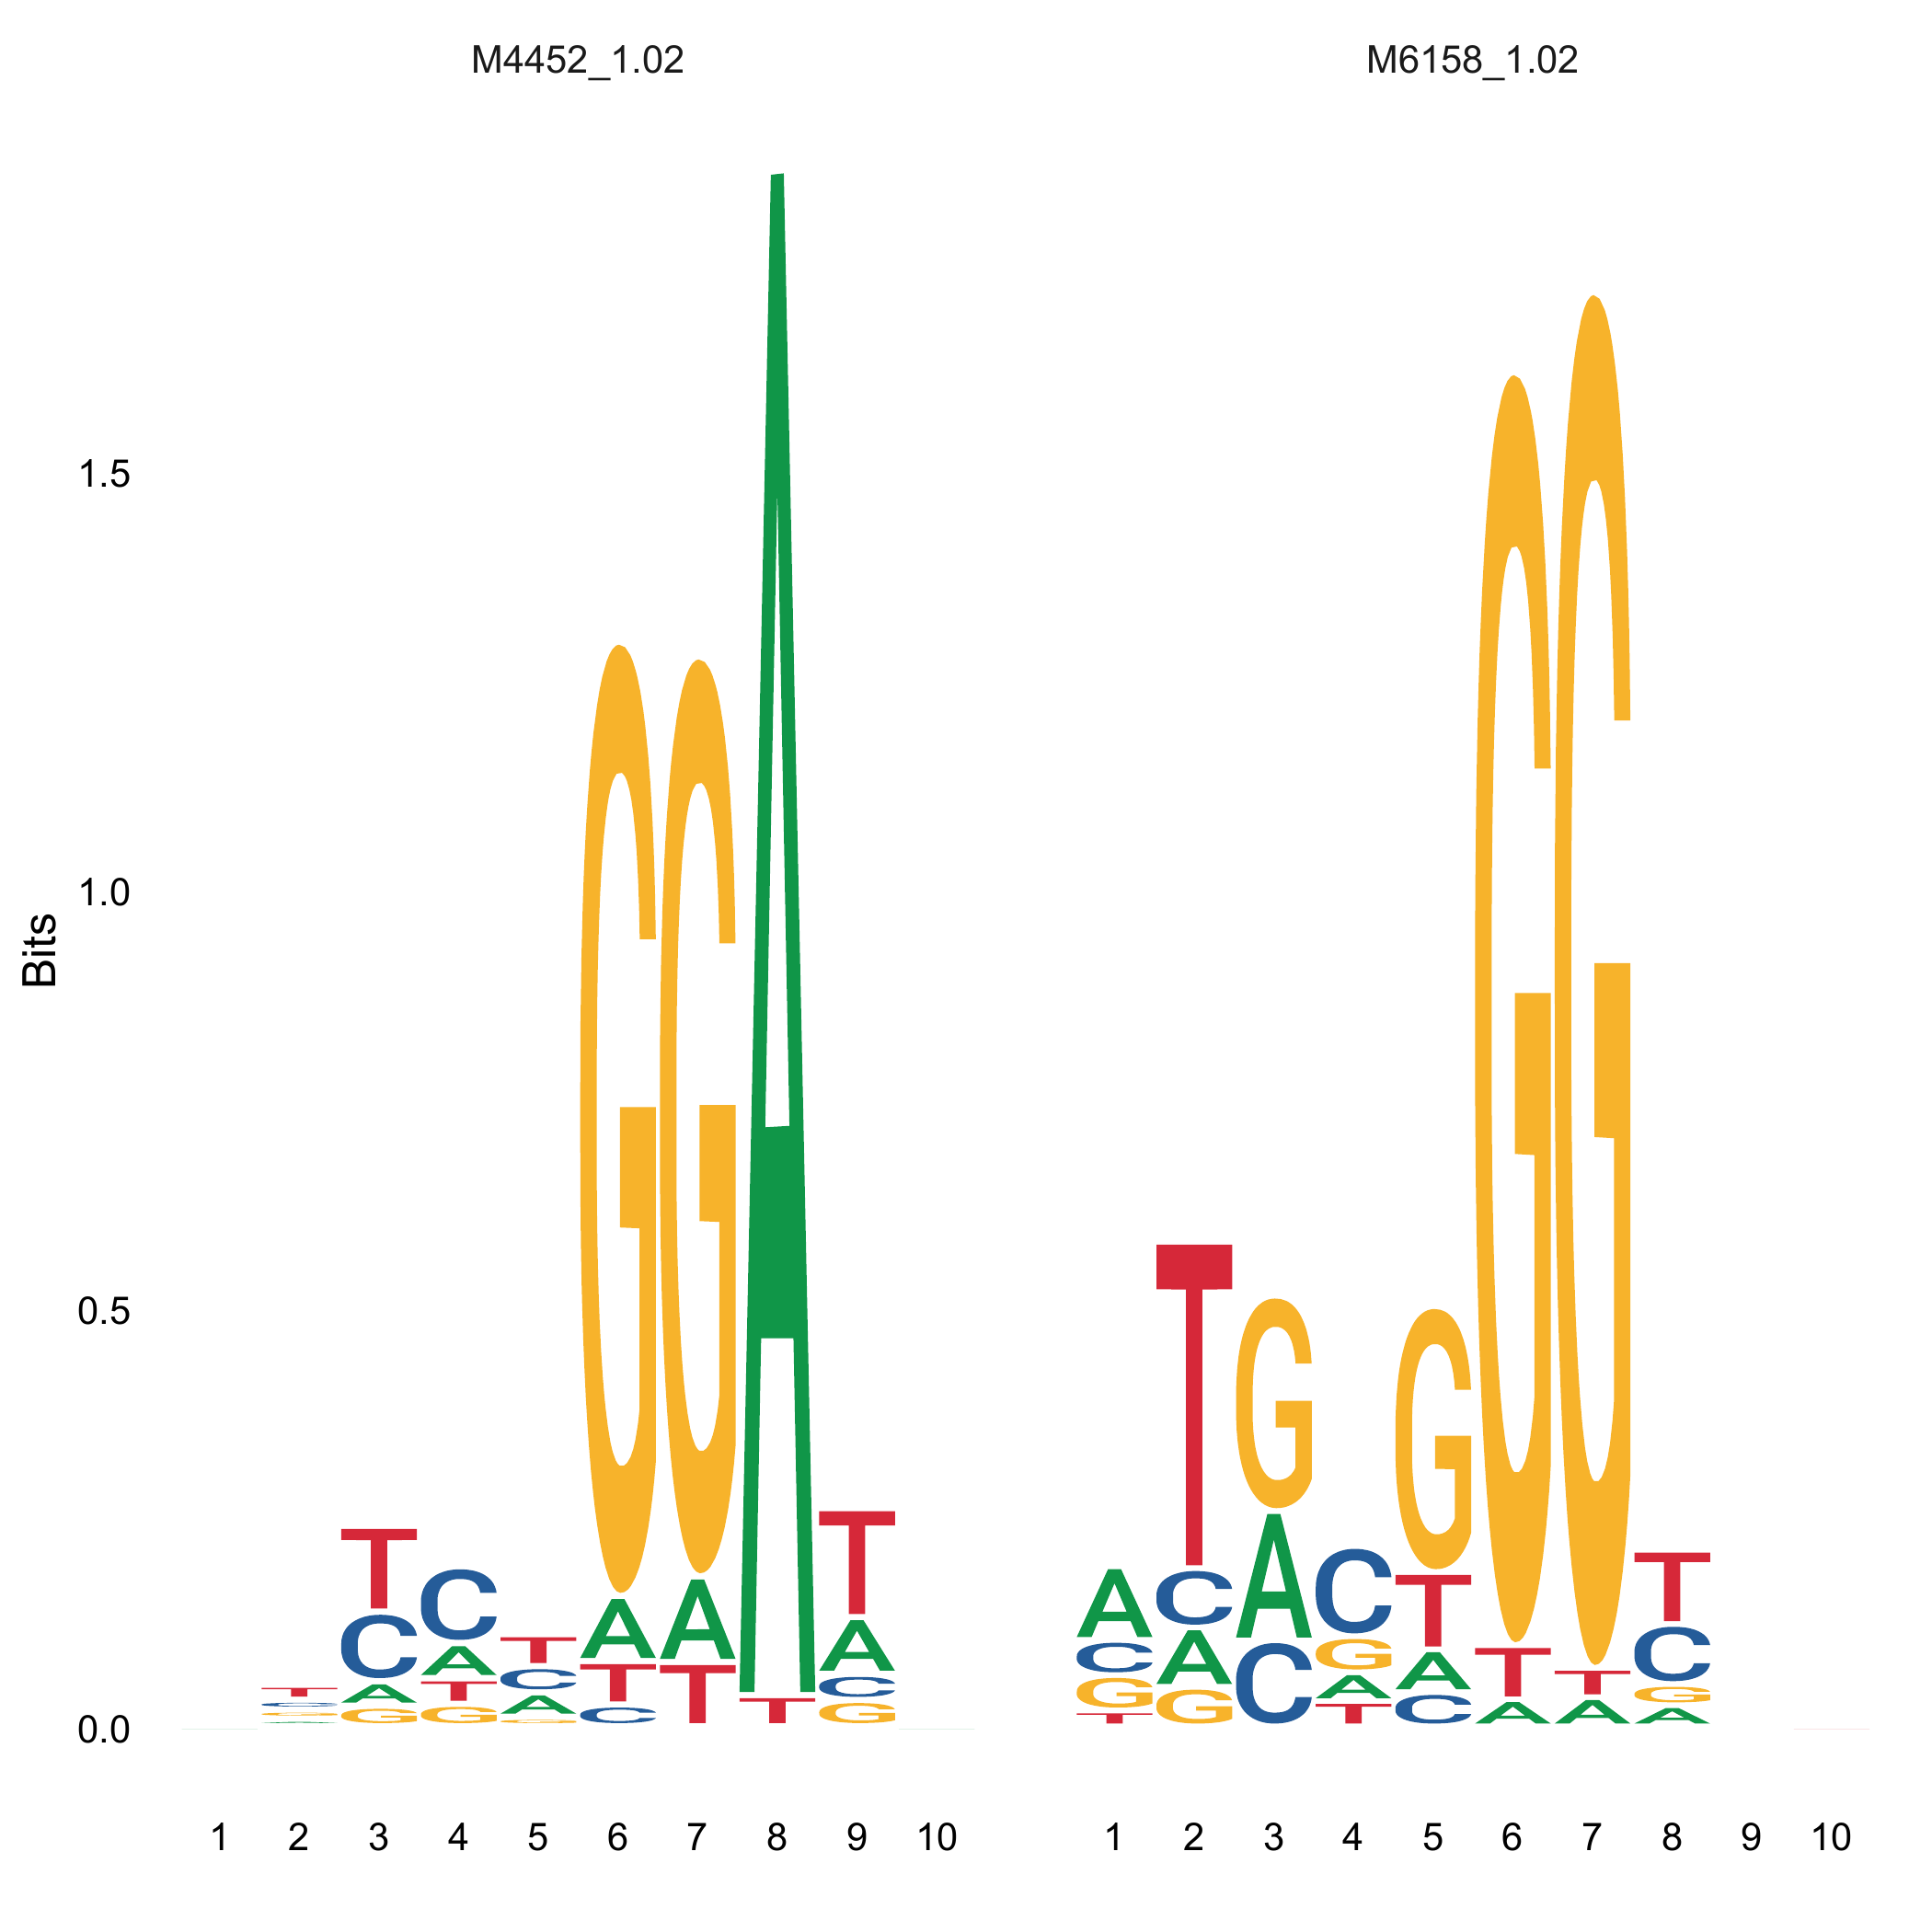 M4452_1.02 M6158_1.02
Bits
1.5
1.0
0.5
0.0
T C G A
T C A G
C A T G
T C A G
G A T C
G A T
A T
T A C G
A C G T
T C A G
G A C
C G A T
G T A C
G T A
G T A
T C G A
1 2 3 4 5 6 7 8 9 10 1 2 3 4 5 6 7 8 9 10